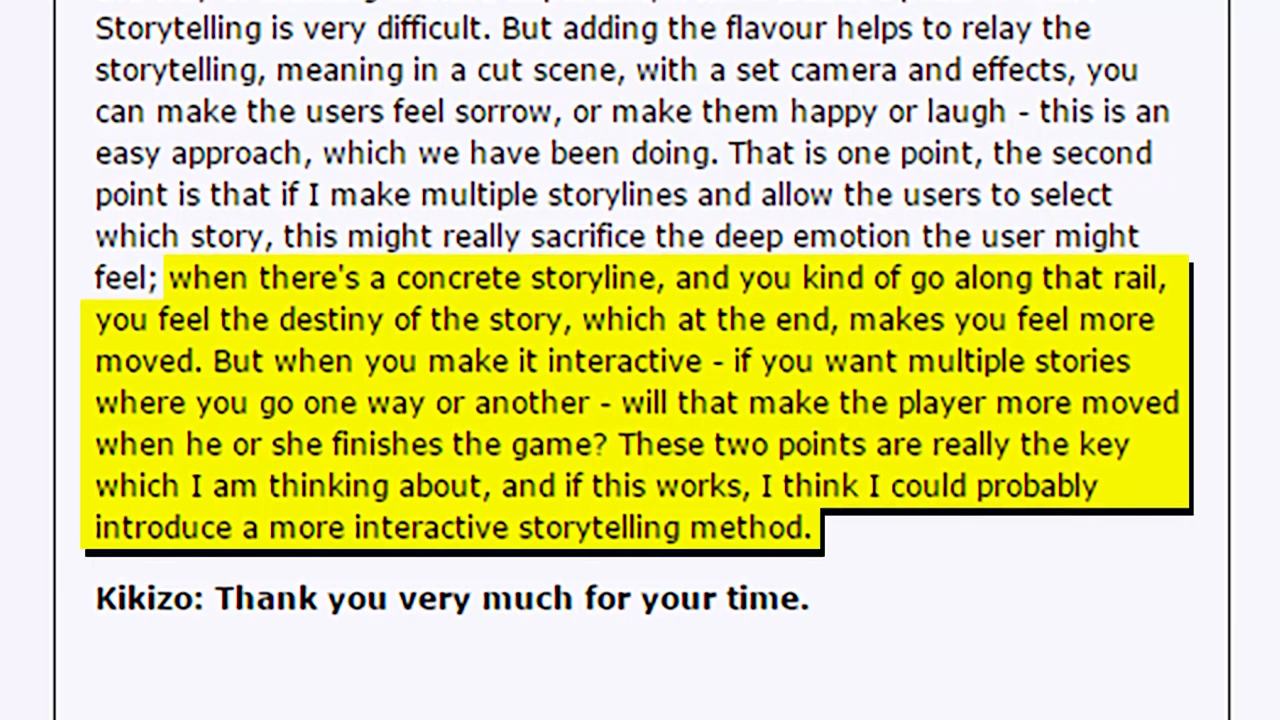 Storytelling is very difficult. But adding the flavour helps to relay the
storytelling, meaning in a cut scene, with a set camera and effects, you
can make the users feel sorrow, or make them happy or laugh - this is an
easy approach, which we have been doing. That is one point, the second
point is that if I make multiple storylines and allow the users to select
which story, this might really sacrifice the deep emotion the user might
feel; when there's a concrete storyline, and you kind of go along that rail,
you feel the destiny of the story, which at the end, makes you feel more
moved. But when you make it interactive - if you want multiple stories
where you go one way or another - will that make the player more moved
when he or she finishes the game? These two points are really the key
which I am thinking about, and if this works, I think I could probably
introduce a more interactive storytelling method.
Kikizo: Thank you very much for your time.